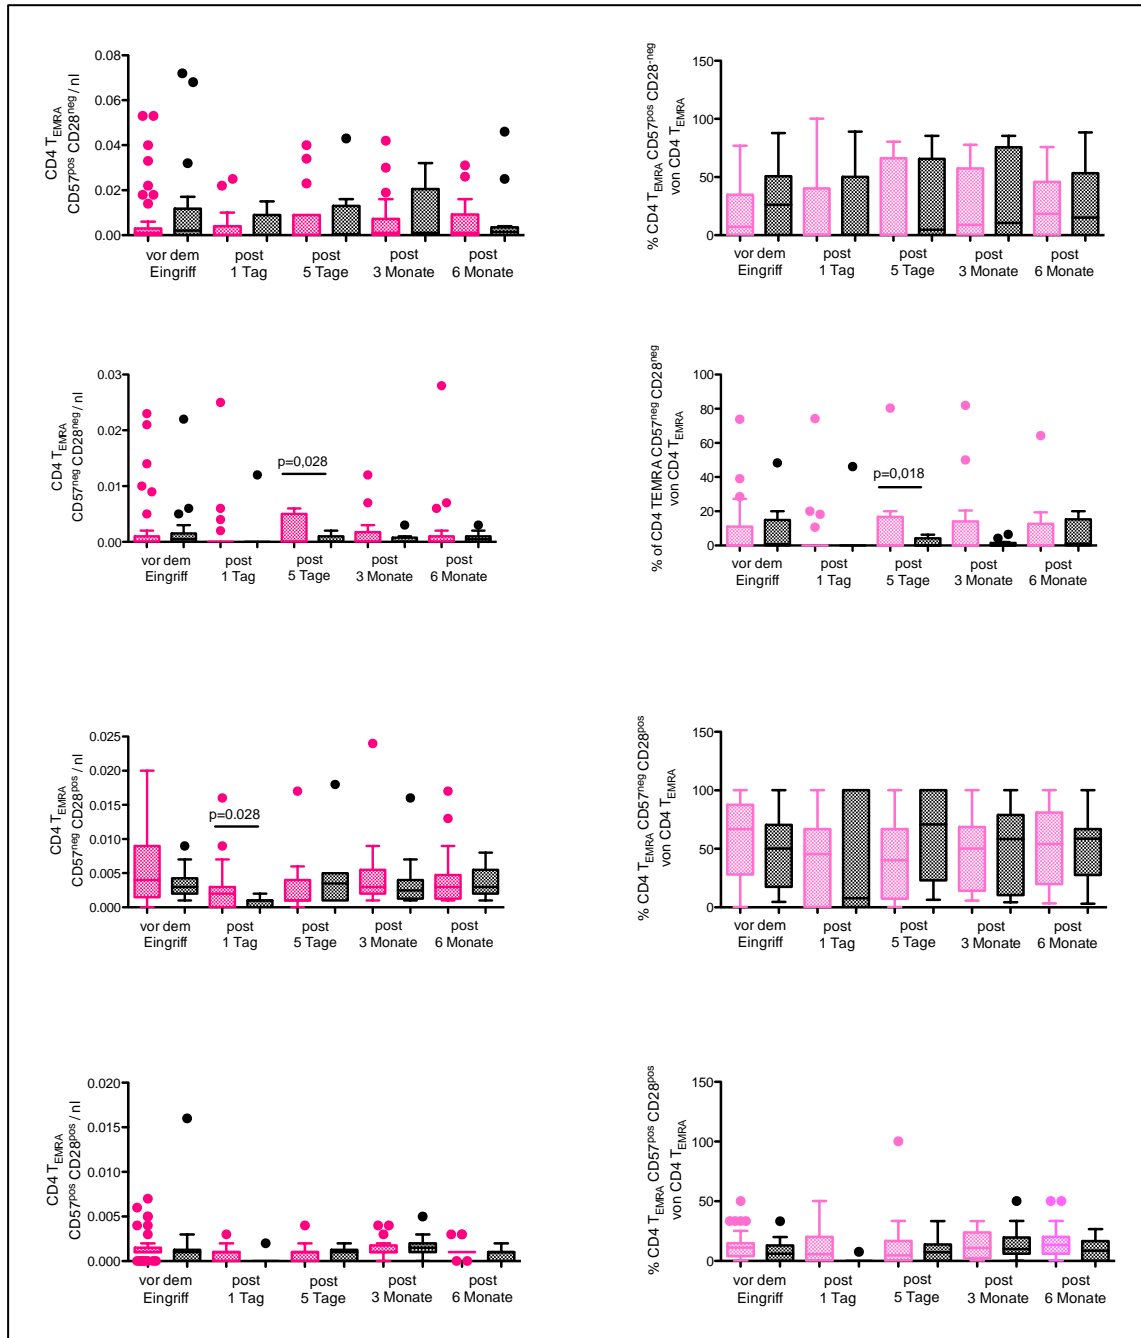 CD4 TEMRA
CD57pos CD28neg / nl
0.08
0.06
0.04
0.02
0.00
vor dem Eingriff
post 1 Tag
post 5 Tage
post 3 Monate
post 6 Monate
% CD4 TEMRA CD57pos CD28-neg
von CD4 TEMRA
150
100
50
0
vor dem Eingriff
post 1 Tag
post 5 Tage
post 3 Monate
post 6 Monate
CD4 TEMRA
CD57neg CD28neg / nl
0.03
0.02
0.01
0.00
p=0,028
vor dem Eingriff
post 1 Tag
post 5 Tage
post 3 Monate
post 6 Monate
% of CD4 TEMRA CD57neg CD28neg
von CD4 TEMRA
100
80
60
40
20
0
p=0,018
vor dem Eingriff
post 1 Tag
post 5 Tage
post 3 Monate
post 6 Monate
CD4 TEMRA
CD57neg CD28pos / nl
0.025
0.020
0.015
0.010
0.005
0.000
p=0.028
vor dem Eingriff
post 1 Tag
post 5 Tage
post 3 Monate
post 6 Monate
% CD4 TEMRA CD57neg CD28pos
von CD4 TEMRA
150
100
50
0
vor dem Eingriff
post 1 Tag
post 5 Tage
post 3 Monate
post 6 Monate
CD4 TEMRA
CD57pos CD28pos / nl
0.020
0.015
0.010
0.005
0.000
vor dem Eingriff
post 1 Tag
post 5 Tage
post 3 Monate
post 6 Monate
% CD4 TEMRA CD57pos CD28pos
von CD4 TEMRA
150
100
50
0
vor dem Eingriff
post 1 Tag
post 5 Tage
post 3 Monate
post 6 Monate